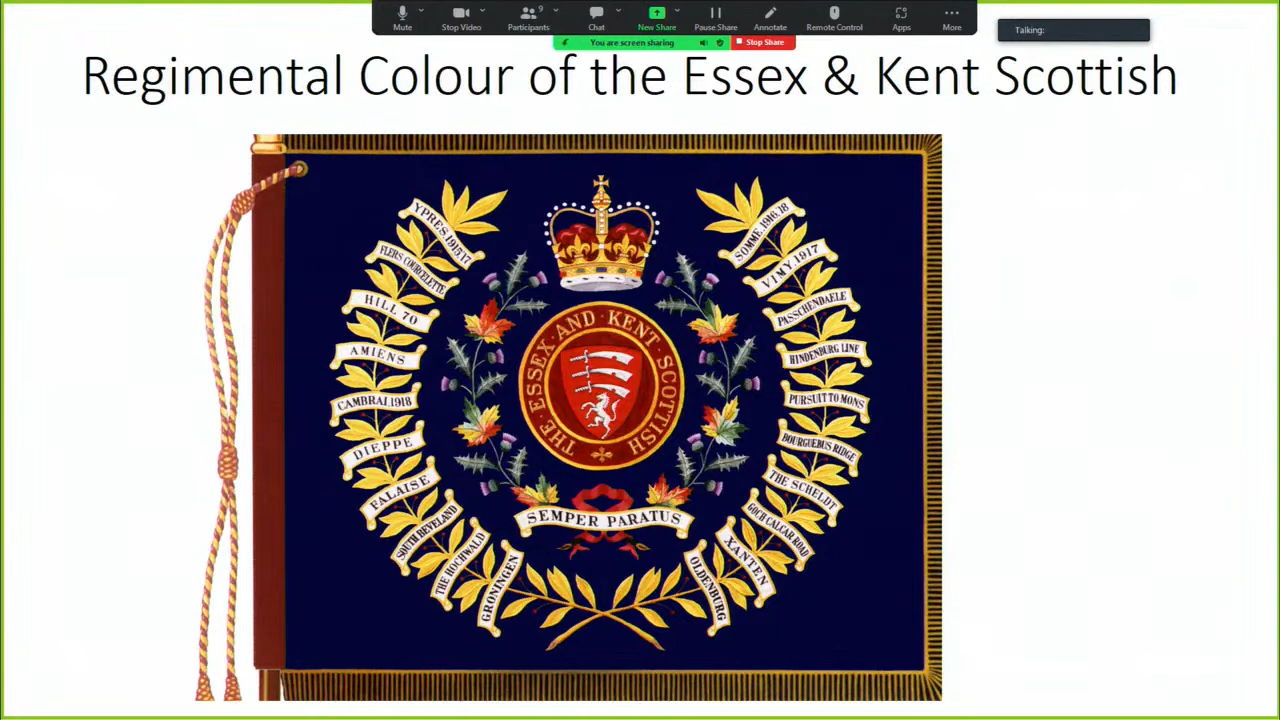 Mute
Stop Video
9
Participants
Chat
New Share
Pause Share
Annotate
Remote Control
Apps
More
Talking:
You are screen sharing
Stop Share
Regimental Colour of the Essex & Kent Scottish
YPRES, 1915, 17
FLERS COURCELETTE
HILL 70
AMIENS
CAMBRAI, 1918
DIEPPE
FALAISE
SOUTH BEVELAND
THE HOCHWALD
GRONINGEN
SOMME, 1916, 18
VIMY, 1917
PASSCHENDAELE
HINDENBURG LINE
PURSUIT TO MONS
BOURGUEBUS RIDGE
THE SCHELDT
GOCH CALCAR ROAD
XANTEN
OLDENBURG
THE · ESSEX · AND · KENT · SCOTTISH
SEMPER PARATUS